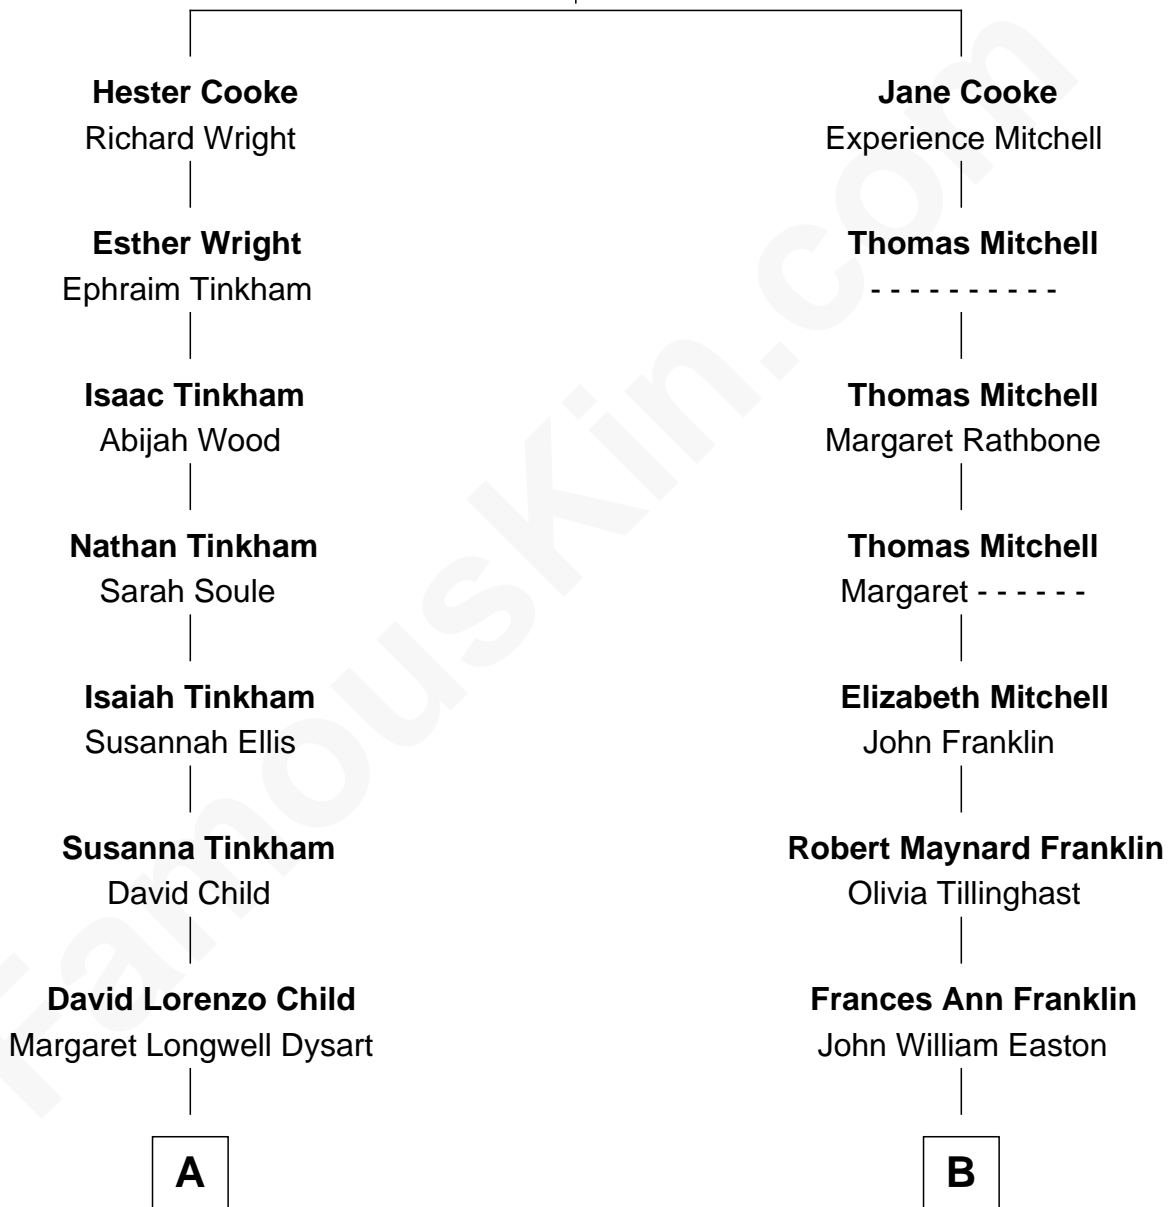 Hester Cooke
Richard Wright
Esther Wright
Ephraim Tinkham
Isaac Tinkham
Abijah Wood
Nathan Tinkham
Sarah Soule
Isaiah Tinkham
Susannah Ellis
Susanna Tinkham
David Child
David Lorenzo Child
Margaret Longwell Dysart
A
Jane Cooke
Experience Mitchell
Thomas Mitchell
- - - - - - - - - -
Thomas Mitchell
Margaret Rathbone
Thomas Mitchell
Margaret - - - - - -
Elizabeth Mitchell
John Franklin
Robert Maynard Franklin
Olivia Tillinghast
Frances Ann Franklin
John William Easton
B
FamousKin.com